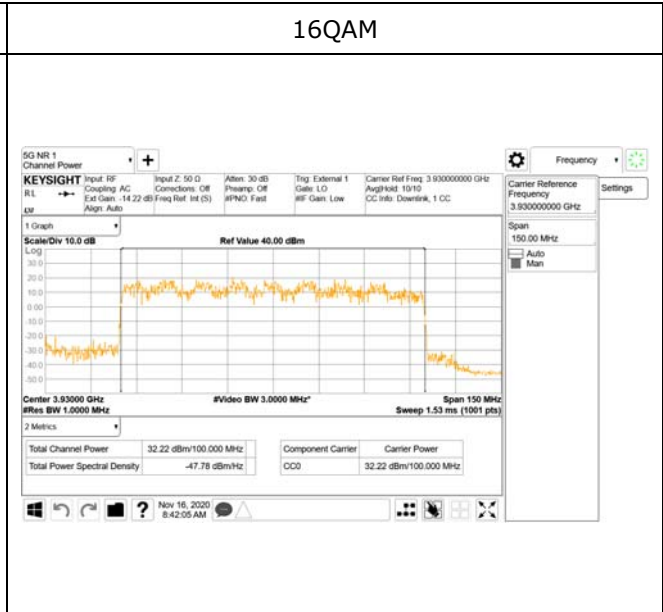 16QAM
5G NR 1
Channel Power
Frequency
KEYSIGHT
Input: RF
Input Z: 50 Ω
Atten: 30 dB
Trig: External 1
Carrier Ref Freq: 3.930000000 GHz
RL
Coupling: AC
Corrections: Off
Preamp: Off
Gate: LO
Avg|Hold: 10/10
Ext Gain: -14.22 dB
Freq Ref: Int (S)
#PNO: Fast
#IF Gain: Low
CC Info: Downlink, 1 CC
Align: Auto
Carrier Reference
Frequency
3.930000000 GHz
Settings
Span
150.00 MHz
Auto
Man
1 Graph
Scale/Div 10.0 dB
Ref Value 40.00 dBm
Log
30.0
20.0
10.0
0.00
-10.0
-20.0
-30.0
-40.0
-50.0
Center 3.93000 GHz
#Video BW 3.0000 MHz*
Span 150 MHz
#Res BW 1.0000 MHz
Sweep 1.53 ms (1001 pts)
2 Metrics
Total Channel Power
32.22 dBm/100.000 MHz
Component Carrier
Carrier Power
Total Power Spectral Density
-47.78 dBm/Hz
CC0
32.22 dBm/100.000 MHz
?
Nov 16, 2020
8:42:05 AM